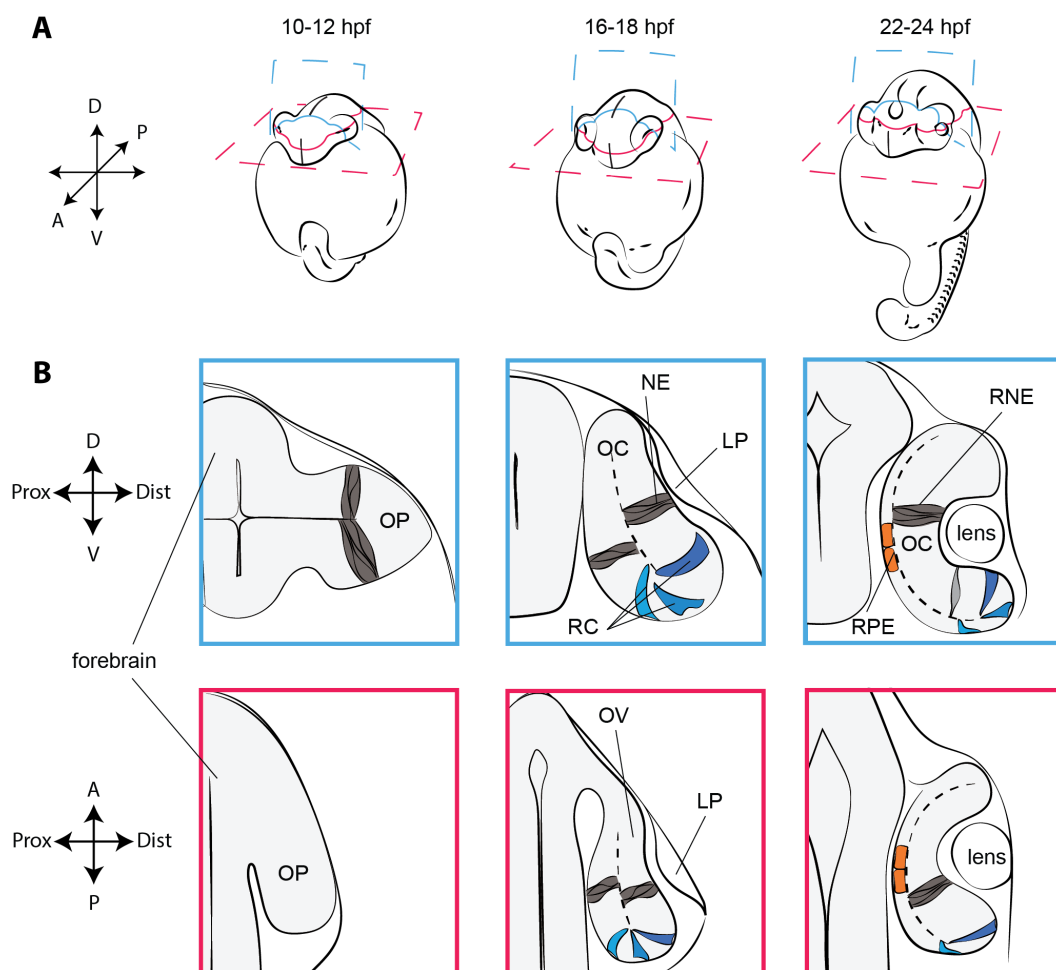 A
10-12 hpf
16-18 hpf
22-24 hpf
D
P
A
V
B
D
Prox
Dist
V
OP
NE
OC
LP
RC
RNE
lens
OC
RPE
forebrain
A
Prox
Dist
P
OP
OV
LP
lens